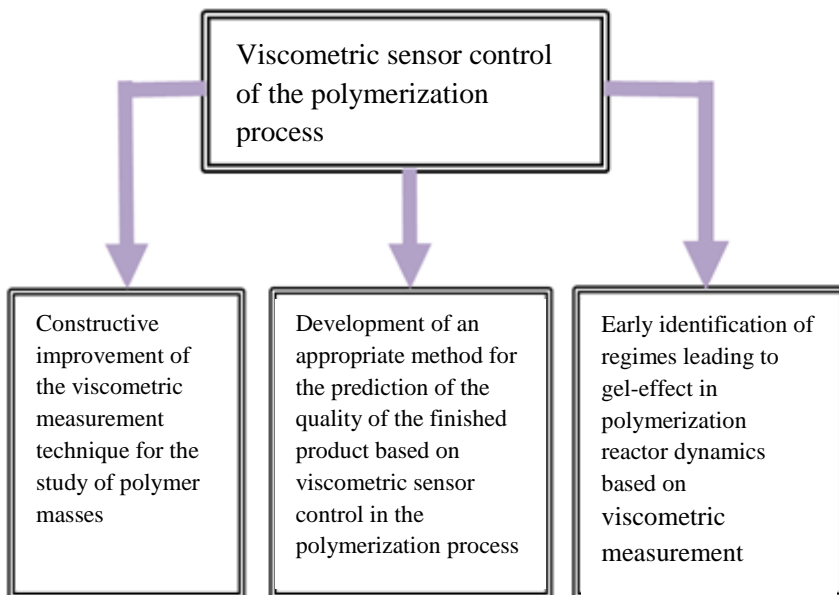 Viscometric sensor control
of the polymerization
process
Constructive
improvement of
the viscometric
measurement
technique for the
study of polymer
masses
Development of an
appropriate method for
the prediction of the
quality of the finished
product based on
viscometric sensor
control in the
polymerization process
Early identification of
regimes leading to
gel-effect in
polymerization
reactor dynamics
based on
viscometric
measurement